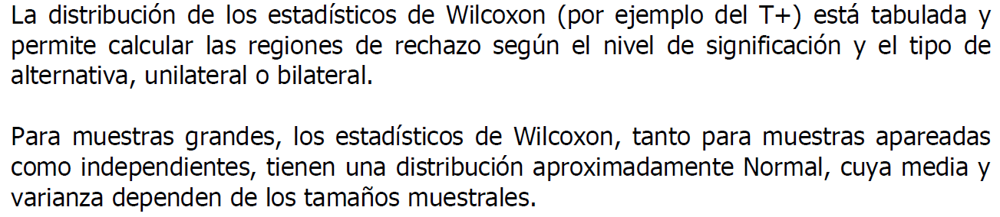 La distribución de los estadísticos de Wilcoxon (por ejemplo del T+) está tabulada y
permite calcular las regiones de rechazo según el nivel de significación y el tipo de
alternativa, unilateral o bilateral.
Para muestras grandes, los estadísticos de Wilcoxon, tanto para muestras apareadas
como independientes, tienen una distribución aproximadamente Normal, cuya media y
varianza dependen de los tamaños muestrales.